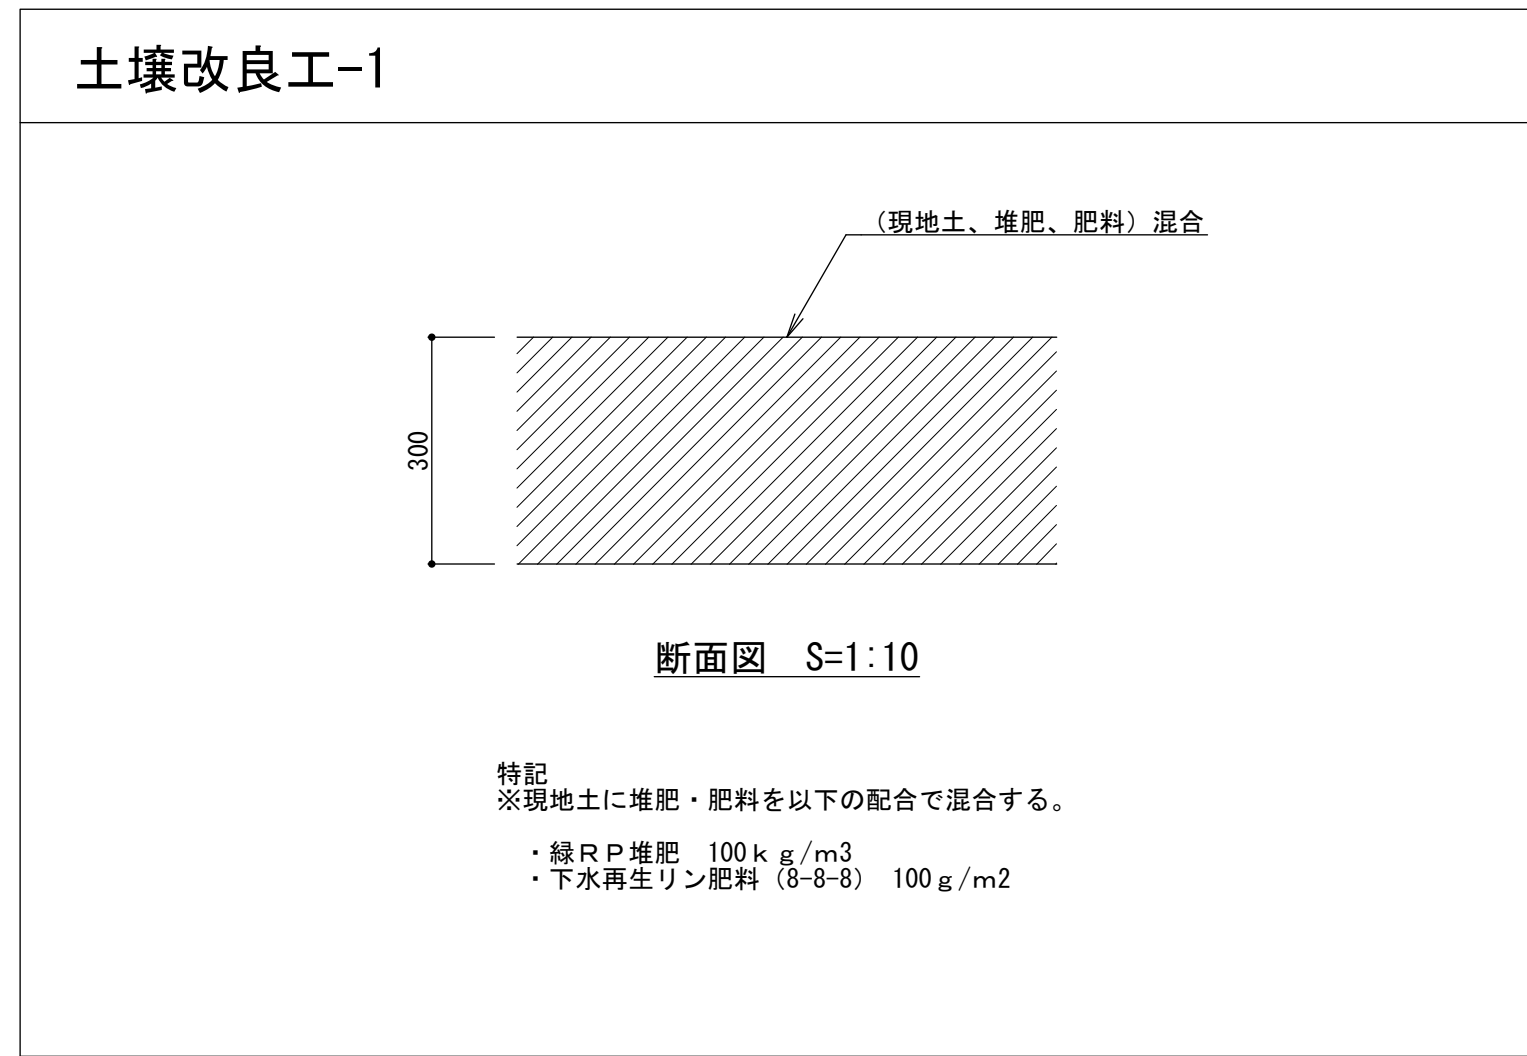 土壌改良工-1
（現地土、堆肥、肥料）混合
300
断面図　S=1:10
特記
※現地土に堆肥・肥料を以下の配合で混合する。
・緑ＲＰ堆肥　100ｋｇ/m3
・下水再生リン肥料（8-8-8）　100ｇ/m2